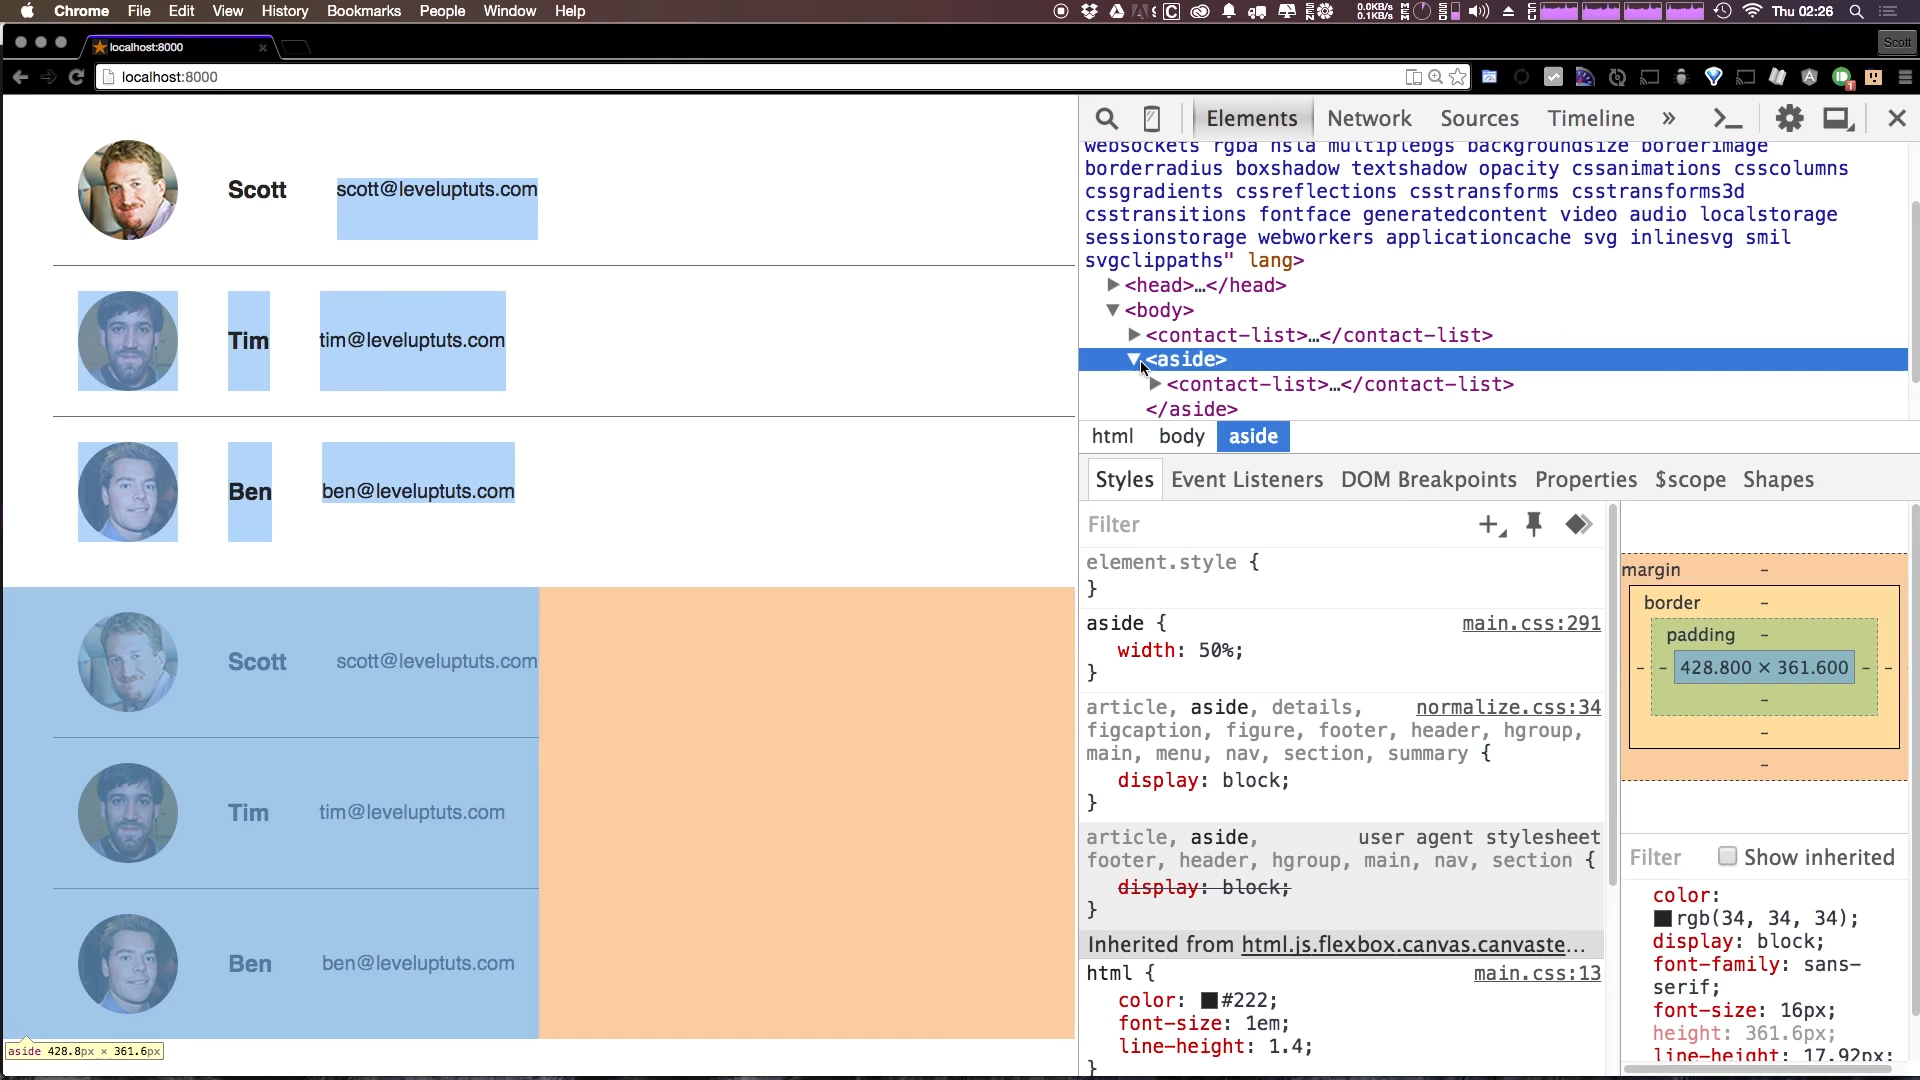 Chrome File Edit View History Bookmarks People Window Help
0.0KB/s
0.1KB/s
Thu 02:26
localhost:8000
Scott
localhost:8000
Scott
scott@leveluptuts.com
Tim
tim@leveluptuts.com
Ben
ben@leveluptuts.com
Scott
scott@leveluptuts.com
Tim
tim@leveluptuts.com
Ben
ben@leveluptuts.com
aside 428.8px × 361.6px
Elements Network Sources Timeline »
websockets rgba hsla multiplebgs backgroundsize borderimage
borderradius boxshadow textshadow opacity cssanimations csscolumns
cssgradients cssreflections csstransforms csstransforms3d
csstransitions fontface generatedcontent video audio localstorage
sessionstorage webworkers applicationcache svg inlinesvg smil
svgclippaths" lang>
<head>…</head>
<body>
<contact-list>…</contact-list>
<aside>
<contact-list>…</contact-list>
</aside>
html body aside
Styles Event Listeners DOM Breakpoints Properties $scope Shapes
Filter
element.style {
}
aside { main.css:291
width: 50%;
}
article, aside, details, normalize.css:34
figcaption, figure, footer, header, hgroup,
main, menu, nav, section, summary {
display: block;
}
article, aside, user agent stylesheet
footer, header, hgroup, main, nav, section {
display: block;
}
Inherited from html.js.flexbox.canvas.canvaste…
html { main.css:13
color: #222;
font-size: 1em;
line-height: 1.4;
}
margin –
border –
padding –
– – 428.800 × 361.600 – –
–
–
–
Filter Show inherited
color:
rgb(34, 34, 34);
display: block;
font-family: sans-
serif;
font-size: 16px;
height: 361.6px;
line-height: 17.92px;